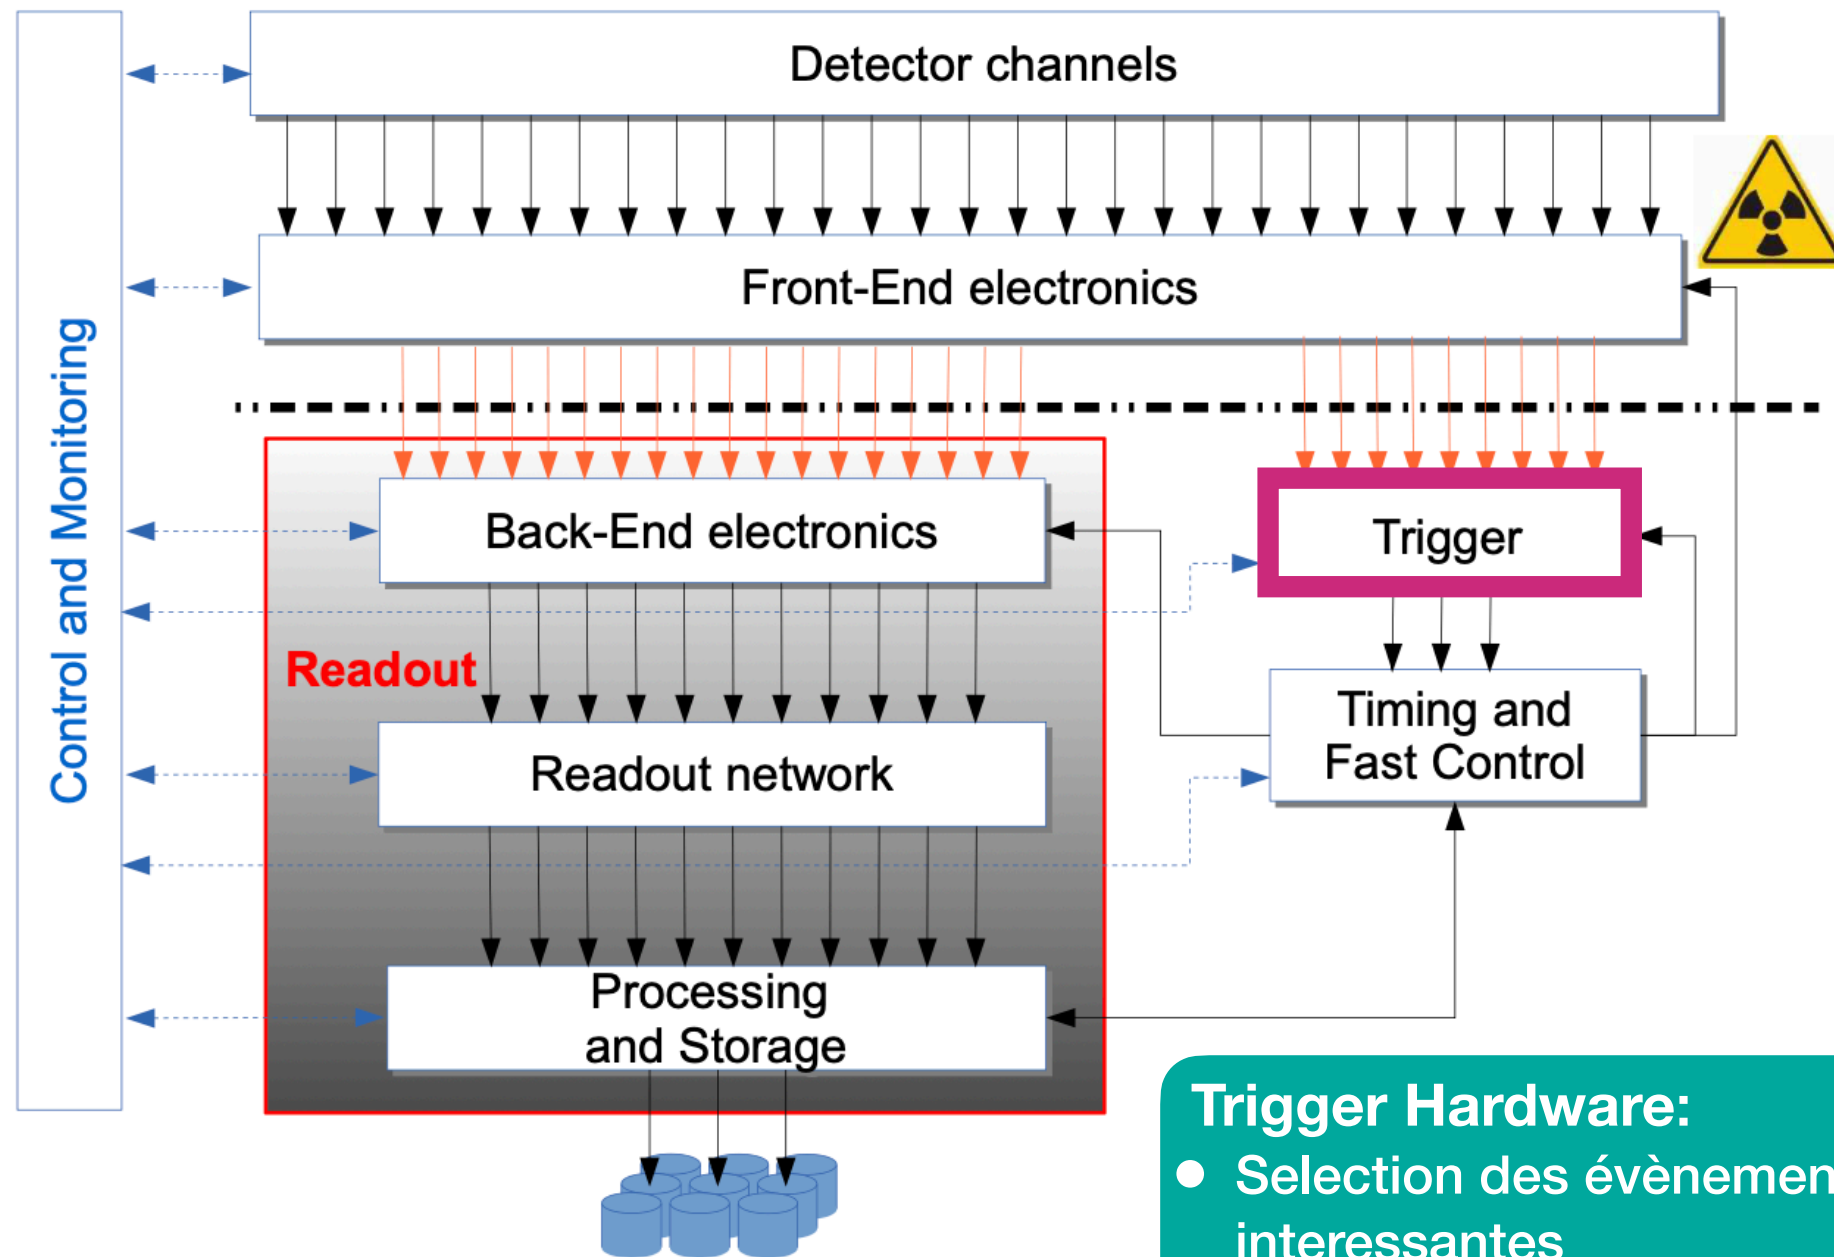 Detector channels
Front-End electronics
Control and Monitoring
Back-End electronics
Trigger
Readout
Timing and
Fast Control
Readout network
Processing
and Storage
Trigger Hardware:
● Selection des évènemen
interessantes